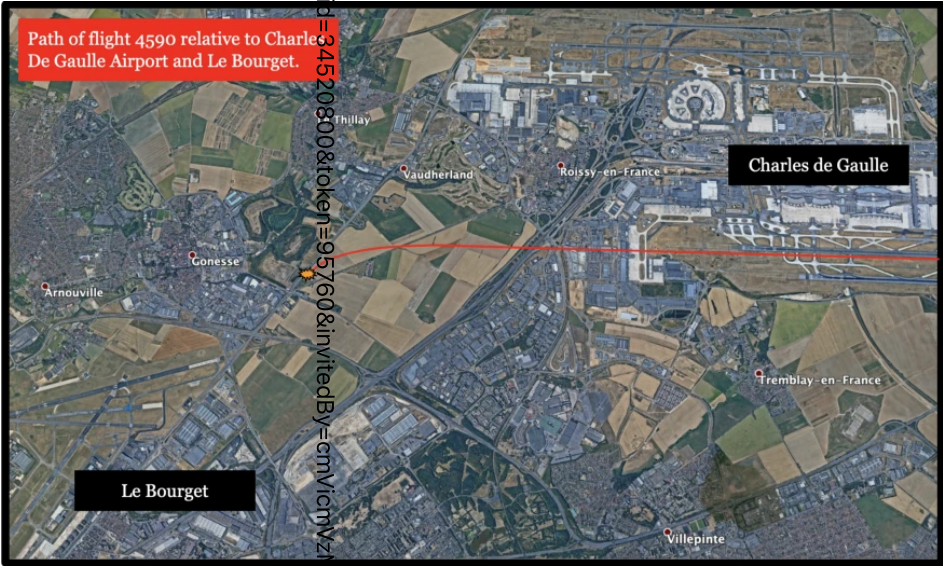 Path of flight 4590 relative to Charles
De Gaulle Airport and Le Bourget.
d=34520800&token=95760&invitedBy=cmVicmVz
Thillay
Vaudherland
Roissy-en-France
Charles de Gaulle
Gonesse
Arnouville
Tremblay-en-France
Le Bourget
Villepinte